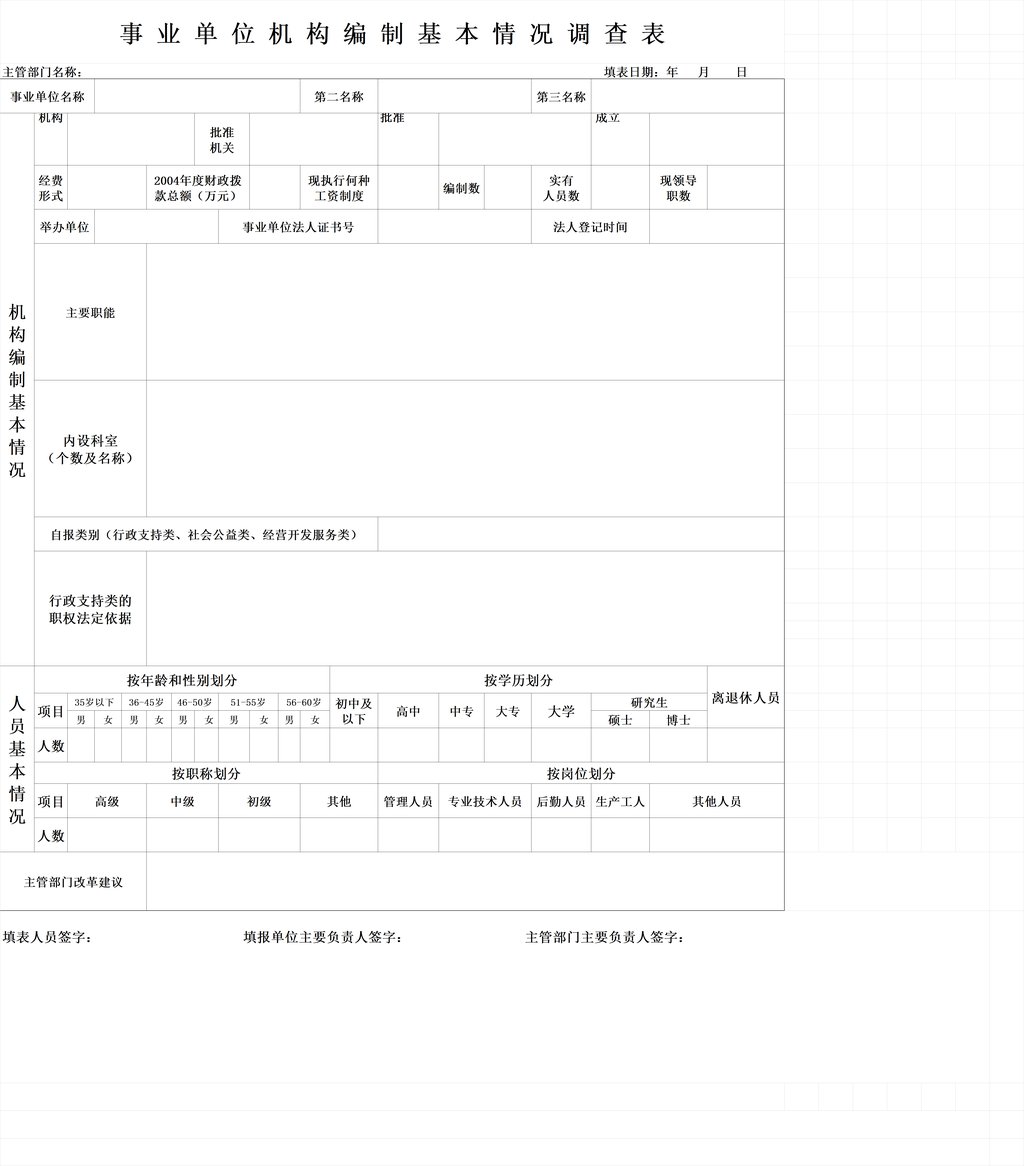 事业单位机构编制基本情况调查表
主管部门名称: 填表日期: 年 月 日
事业单位名称 第二名称 第三名称
机构 批准 成立
批准
机关
经费 2004年度财政拨 现执行何种 编制数 实有 现领导
形式 款总额（万元） 工资制度 人员数 职数
举办单位 事业单位法人证书号 法人登记时间
机构编制基本情况
主要职能
内设科室
（个数及名称）
自报类别（行政支持类、社会公益类、经营开发服务类）
行政支持类的
职权法定依据
人员基本情况
按年龄和性别划分 按学历划分 离退休人员
项目 35岁以下 36-45岁 46-50岁 51-55岁 56-60岁 初中及 高中 中专 大专 大学 研究生
男 女 男 女 男 女 男 女 男 女 以下 硕士 博士
人数
按职称划分 按岗位划分
项目 高级 中级 初级 其他 管理人员 专业技术人员 后勤人员 生产工人 其他人员
人数
主管部门改革建议
填表人员签字: 填报单位主要负责人签字: 主管部门主要负责人签字: